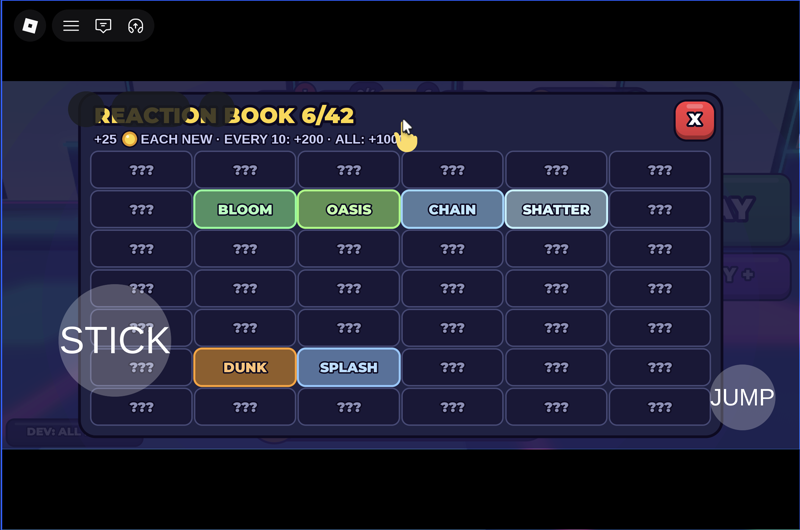 REACTION BOOK 6/42
+25 EACH NEW · EVERY 10: +200 · ALL: +100
X
??? ??? ??? ??? ??? ???
??? BLOOM OASIS CHAIN SHATTER ???
??? ??? ??? ??? ??? ???
??? ??? ??? ??? ??? ???
??? ??? ??? ??? ??? ???
STICK
??? DUNK SPLASH ??? ??? ???
JUMP
??? ??? ??? ??? ??? ???
DEV: ALL